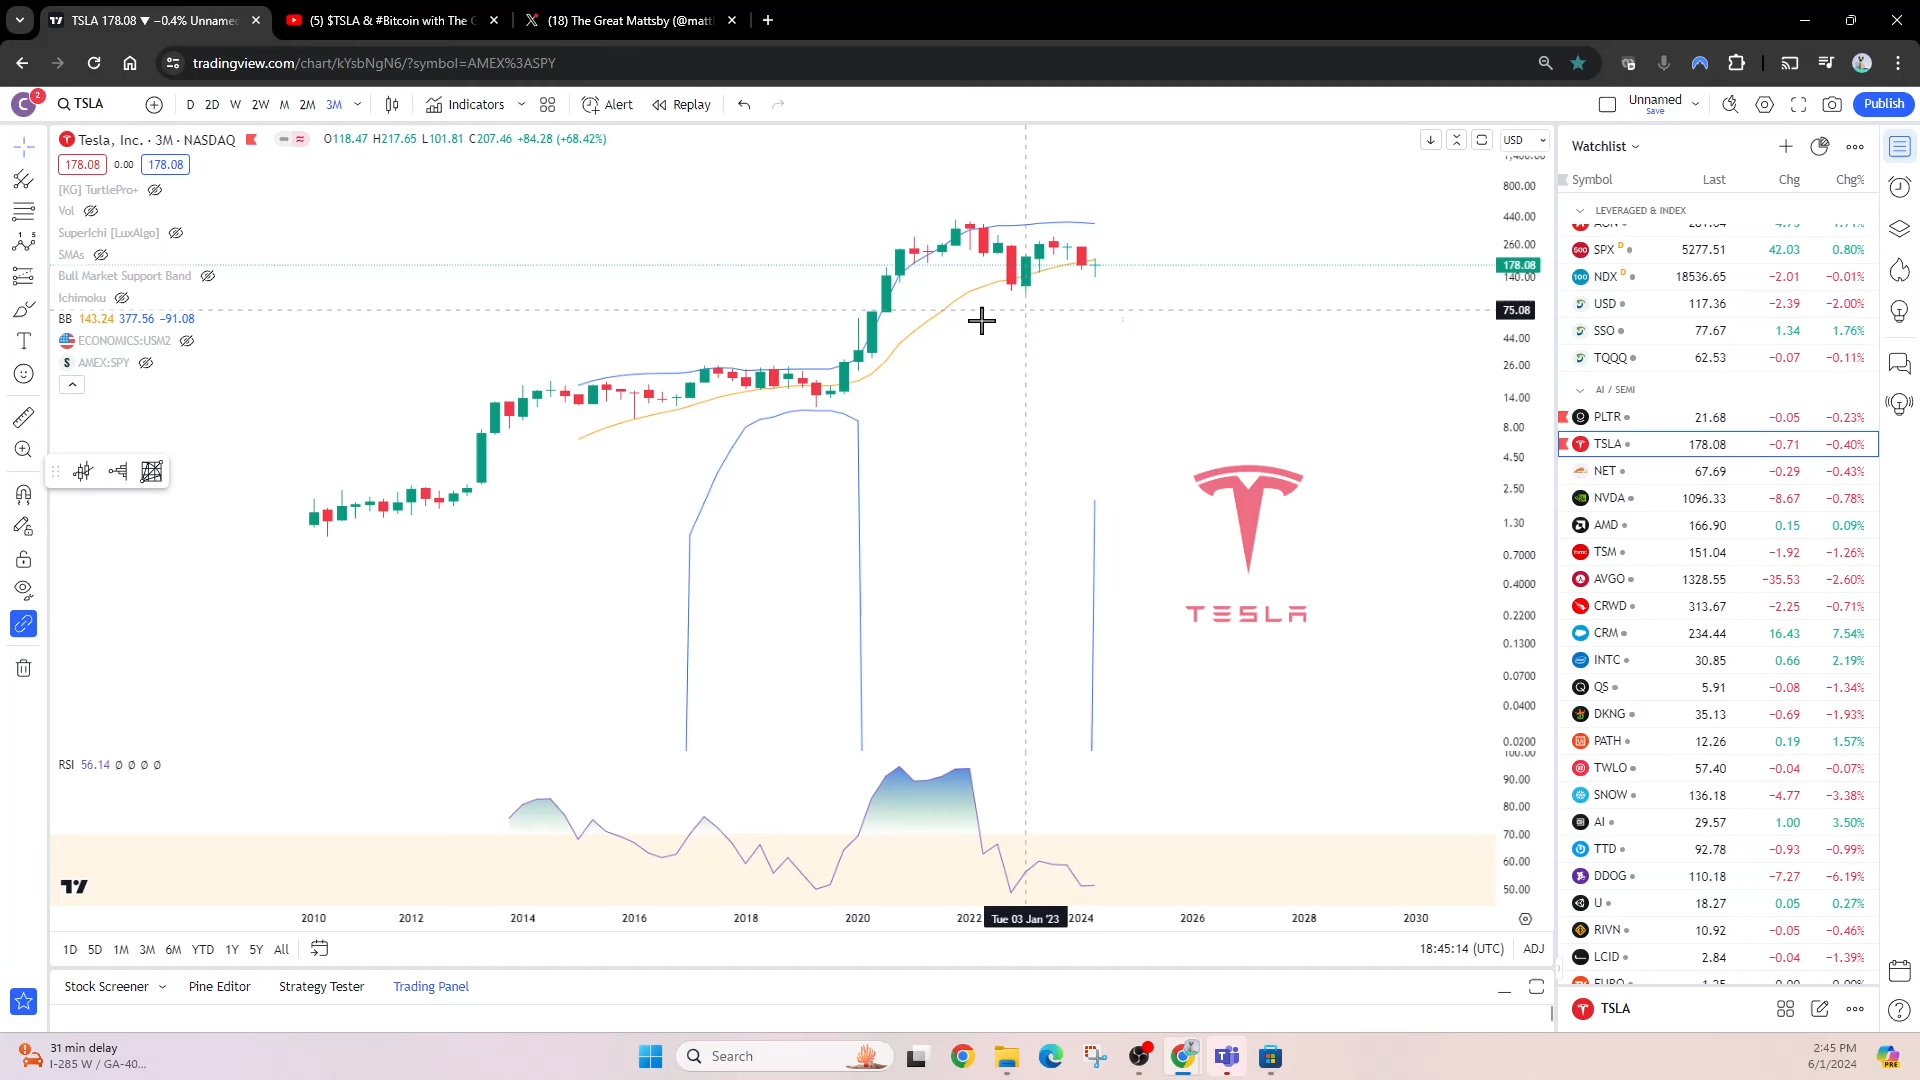 TSLA 178.08 ▼ −0.4% Unname
(5) $TSLA & #Bitcoin with The G
(18) The Great Mattsby (@matt
tradingview.com/chart/kYsbNgN6/?symbol=AMEX%3ASPY
C 2 TSLA D 2D W 2W M 2M 3M Indicators Alert Replay Unnamed Save Publish
Tesla, Inc. · 3M · NASDAQ O118.47 H217.65 L101.81 C207.46 +84.28 (+68.42%)
178.08 0.00 178.08
[KG] TurtlePro+
Vol
SuperIchi [LuxAlgo]
SMAs
Bull Market Support Band
Ichimoku
BB 143.24 377.56 −91.08
ECONOMICS:USM2
S AMEX:SPY
TESLA
RSI 56.14 Ø Ø Ø Ø
USD
800.00
440.00
260.00
178.08
140.00
75.08
44.00
26.00
14.00
8.00
4.50
2.50
1.30
0.7000
0.4000
0.2200
0.1300
0.0700
0.0400
0.0200
90.00
80.00
70.00
60.00
50.00
2010 2012 2014 2016 2018 2020 2022 Tue 03 Jan '23 2024 2026 2028 2030
1D 5D 1M 3M 6M YTD 1Y 5Y All 18:45:14 (UTC) ADJ
Stock Screener Pine Editor Strategy Tester Trading Panel
Watchlist
Symbol Last Chg Chg%
LEVERAGED & INDEX
SPX D 5277.51 42.03 0.80%
NDX D 18536.65 −2.01 −0.01%
USD 117.36 −2.39 −2.00%
SSO 77.67 1.34 1.76%
TQQQ 62.53 −0.07 −0.11%
AI / SEMI
PLTR 21.68 −0.05 −0.23%
TSLA 178.08 −0.71 −0.40%
NET 67.69 −0.29 −0.43%
NVDA 1096.33 −8.67 −0.78%
AMD 166.90 0.15 0.09%
TSM 151.04 −1.92 −1.26%
AVGO 1328.55 −35.53 −2.60%
CRWD 313.67 −2.25 −0.71%
CRM 234.44 16.43 7.54%
INTC 30.85 0.66 2.19%
QS 5.91 −0.08 −1.34%
DKNG 35.13 −0.69 −1.93%
PATH 12.26 0.19 1.57%
TWLO 57.40 −0.04 −0.07%
SNOW 136.18 −4.77 −3.38%
AI 29.57 1.00 3.50%
TTD 92.78 −0.93 −0.99%
DDOG 110.18 −7.27 −6.19%
U 18.27 0.05 0.27%
RIVN 10.92 −0.05 −0.46%
LCID 2.84 −0.04 −1.39%
TSLA
31 min delay
I-285 W / GA-40...
Search
2:45 PM
6/1/2024